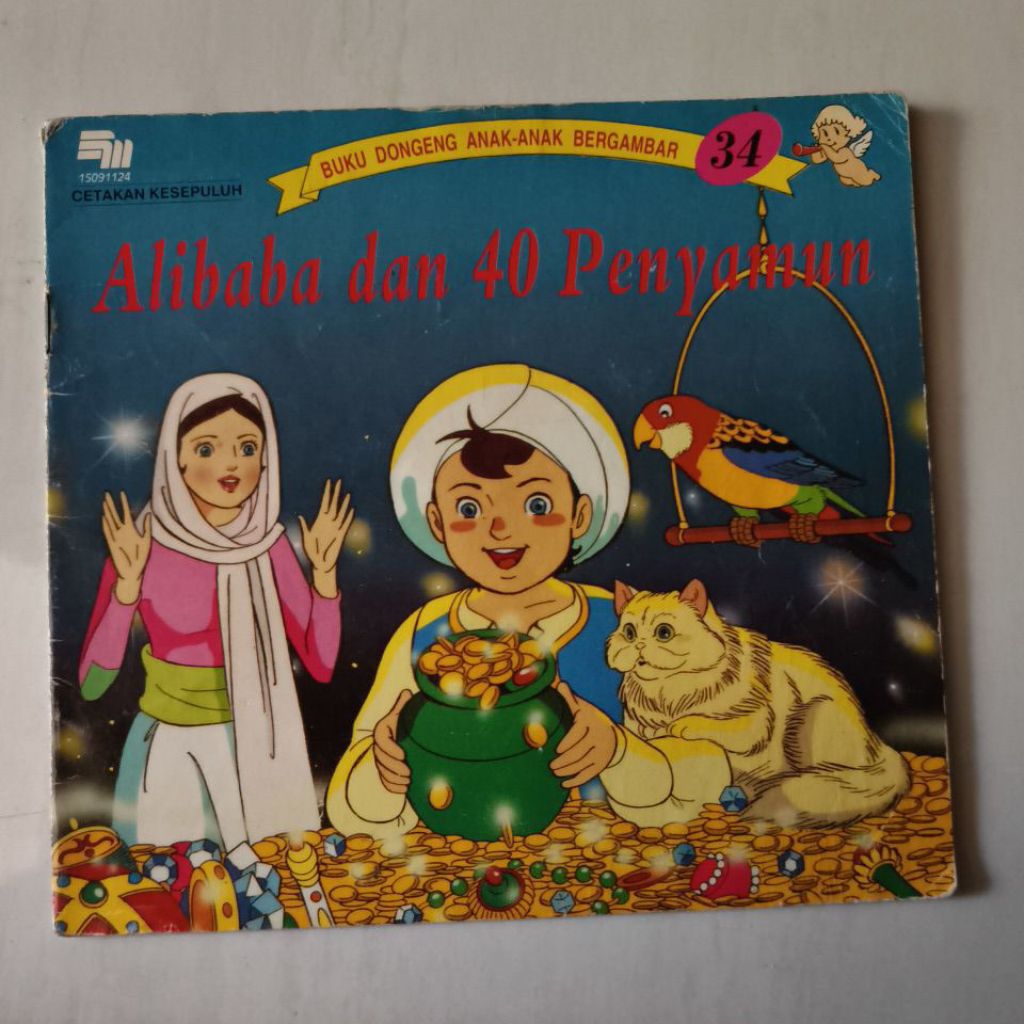 15091124
CETAKAN KESEPULUH
BUKU DONGENG ANAK-ANAK BERGAMBAR
34
Alibaba dan 40 Penyamun